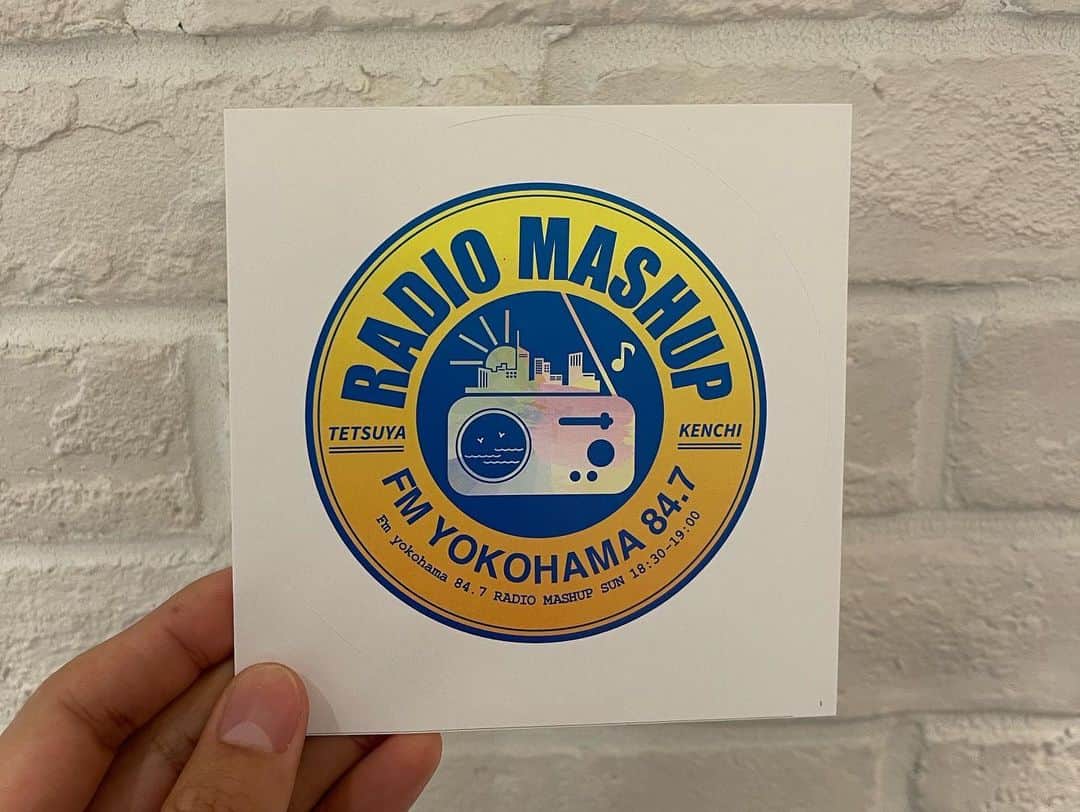 RADIO MASHUP
TETSUYA
KENCHI
FM YOKOHAMA 84.7
Fm yokohama 84.7 RADIO MASHUP SUN 18:30-19:00